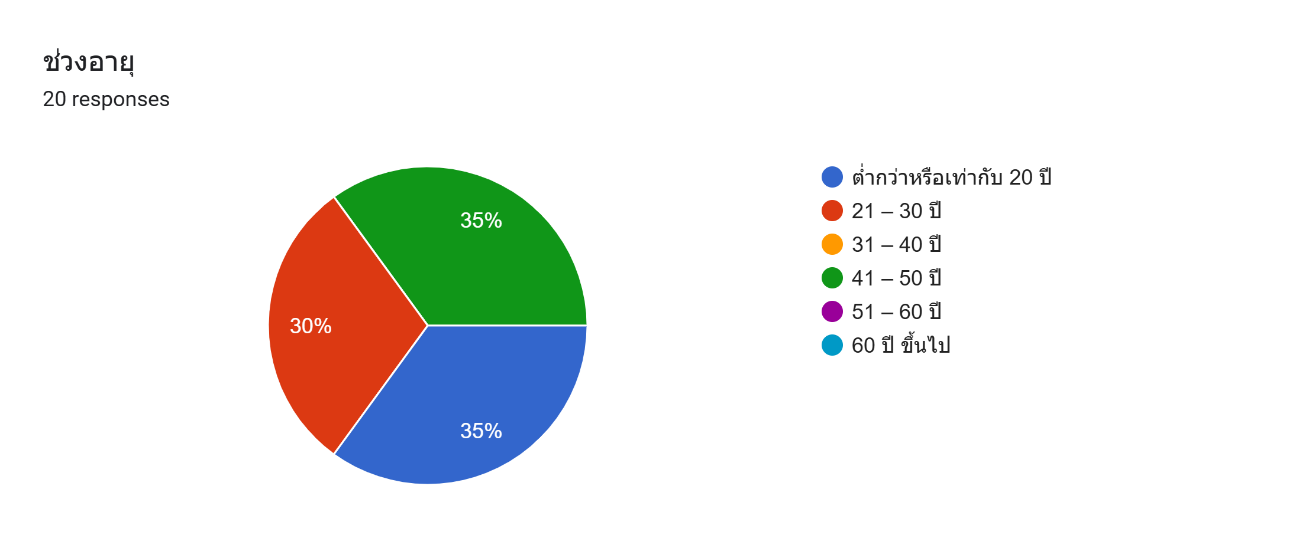 ช่วงอายุ
20 responses
35%
30%
35%
ต่ำกว่าหรือเท่ากับ 20 ปี
21 – 30 ปี
31 – 40 ปี
41 – 50 ปี
51 – 60 ปี
60 ปี ขึ้นไป